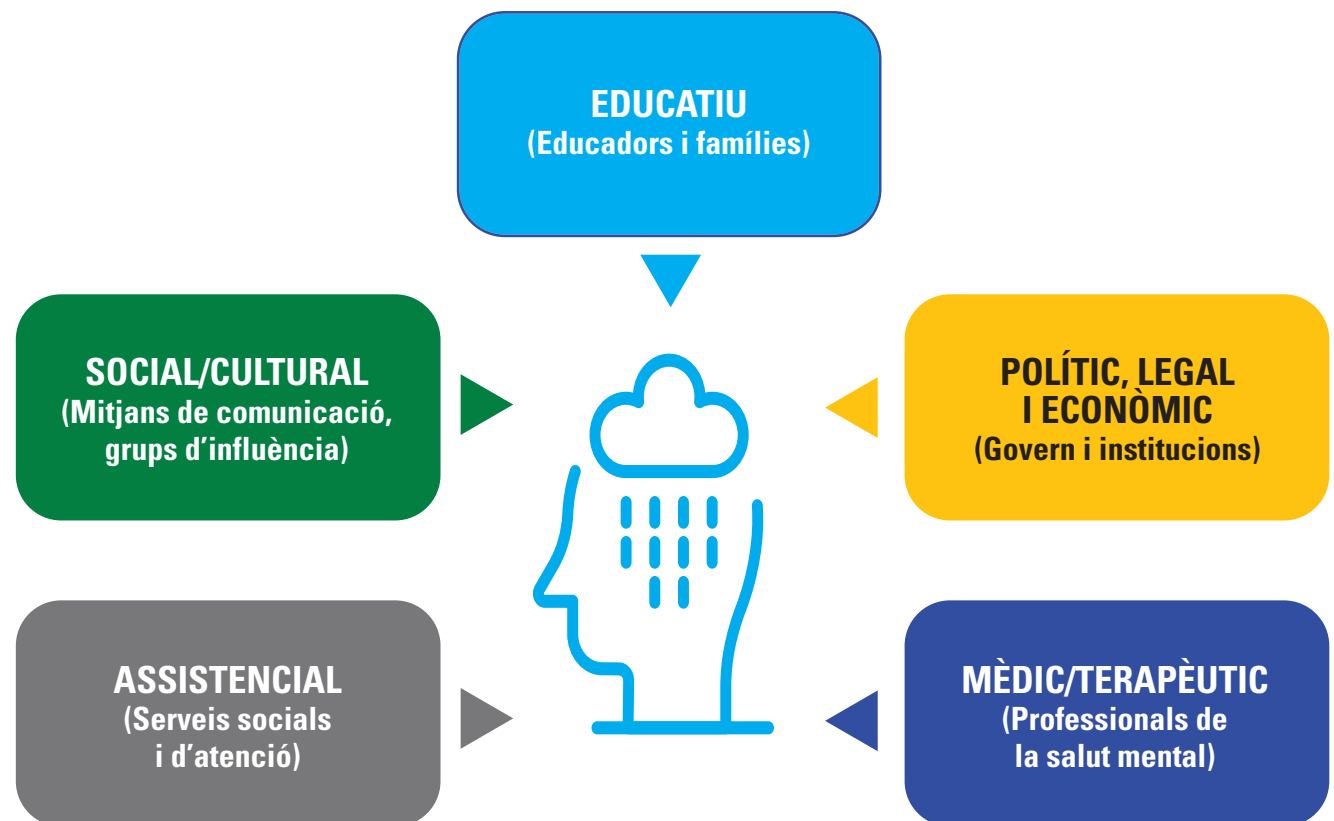 EDUCATIU
(Educadors i famílies)
SOCIAL/CULTURAL
(Mitjans de comunicació,
grups d’influència)
POLÍTIC, LEGAL
I ECONÒMIC
(Govern i institucions)
ASSISTENCIAL
(Serveis socials
i d’atenció)
MÈDIC/TERAPÈUTIC
(Professionals de
la salut mental)